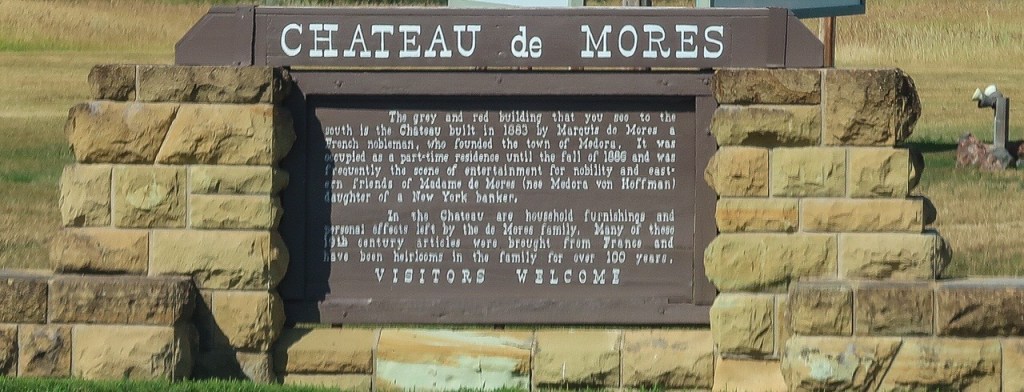 CHATEAU de MORES
The grey and red building that you see to the
south is the Chateau built in 1883 by Marquis de Mores a
French nobleman, who founded the town of Medora. It was
occupied as a part-time residence until the fall of 1886 and was
frequently the scene of entertainment for nobility and east-
ern friends of Madame de Mores (nee Medora von Hoffman)
daughter of a New York banker.
In the Chateau are household furnishings and
personal effects left by the de Mores family. Many of these
19th century articles were brought from France and
have been heirlooms in the family for over 100 years.
VISITORS WELCOME